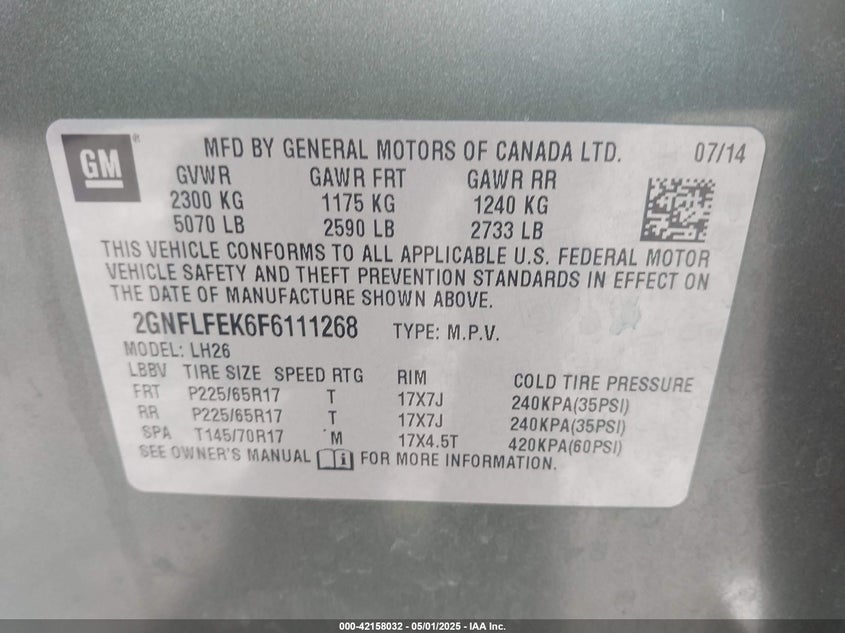 GM
MFD BY GENERAL MOTORS OF CANADA LTD. 07/14
GVWR GAWR FRT GAWR RR
2300 KG 1175 KG 1240 KG
5070 LB 2590 LB 2733 LB
THIS VEHICLE CONFORMS TO ALL APPLICABLE U.S. FEDERAL MOTOR
VEHICLE SAFETY AND THEFT PREVENTION STANDARDS IN EFFECT ON
THE DATE OF MANUFACTURE SHOWN ABOVE.
2GNFLFEK6F6111268 TYPE: M.P.V.
MODEL: LH26
LBBV TIRE SIZE SPEED RTG RIM COLD TIRE PRESSURE
FRT P225/65R17 T 17X7J 240KPA(35PSI)
RR P225/65R17 T 17X7J 240KPA(35PSI)
SPA T145/70R17 M 17X4.5T 420KPA(60PSI)
SEE OWNER'S MANUAL FOR MORE INFORMATION.
000-42158032 - 05/01/2025 - IAA Inc.